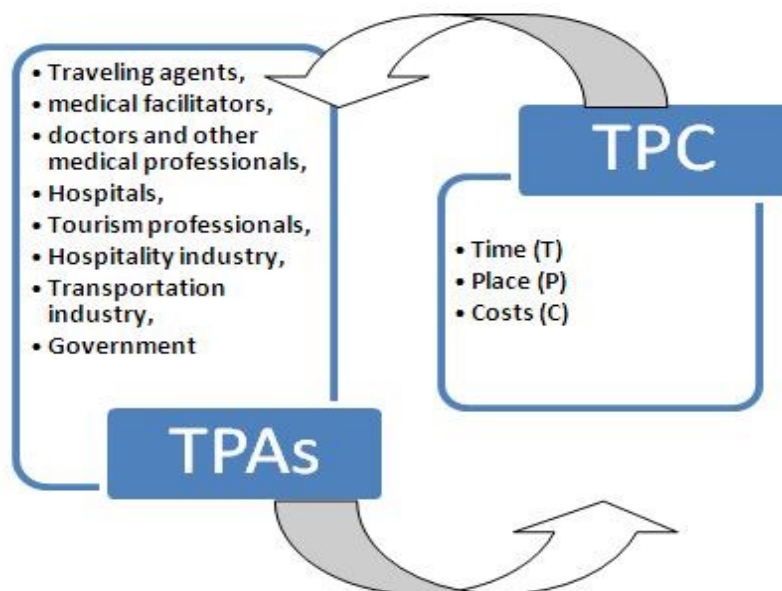 • Traveling agents,
• medical facilitators,
• doctors and other
medical professionals,
• Hospitals,
• Tourism professionals,
• Hospitality industry,
• Transportation
industry,
• Government
TPAs
TPC
• Time (T)
• Place (P)
• Costs (C)